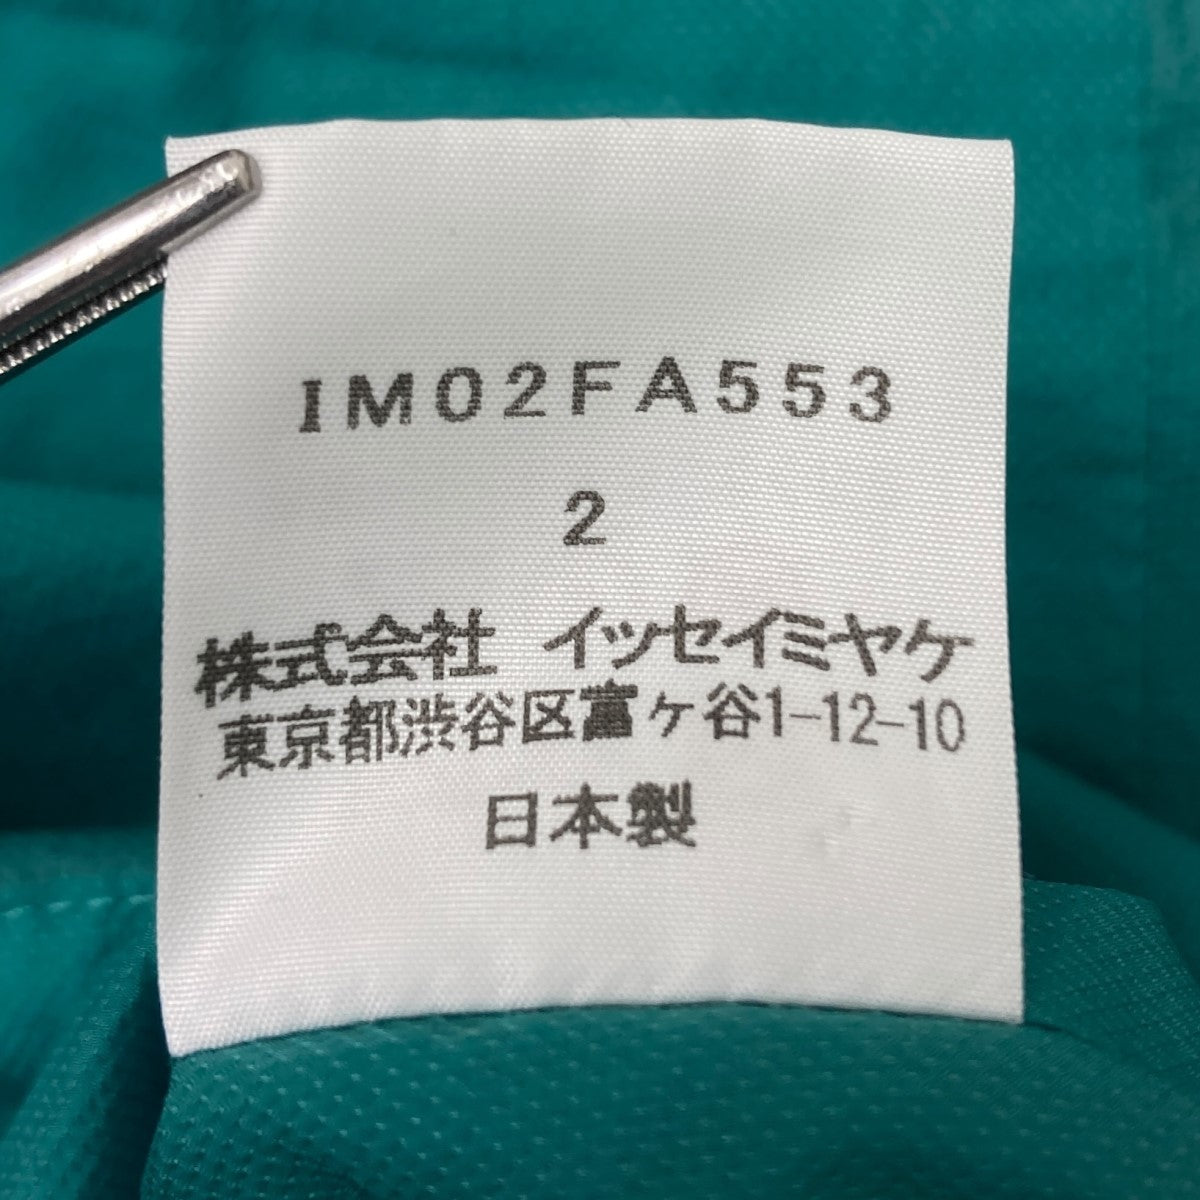 IM02FA553
2
株式会社 イッセイミヤケ
東京都渋谷区富ヶ谷1-12-10
日本製